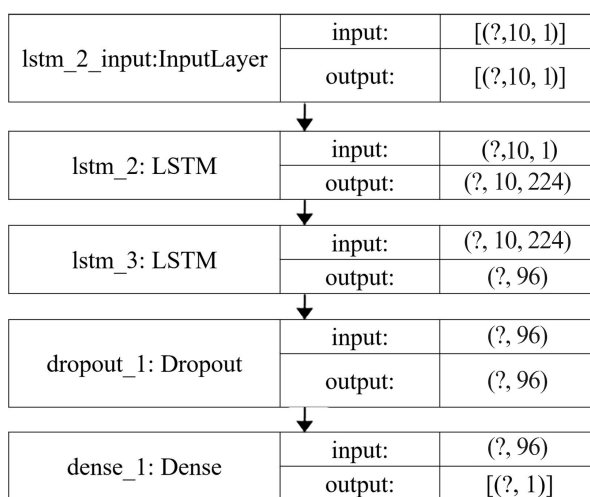 lstm_2_input:InputLayer
input: [(?,10, 1)]
output: [(?,10, 1)]
lstm_2: LSTM
input: (?,10, 1)
output: (?, 10, 224)
lstm_3: LSTM
input: (?, 10, 224)
output: (?, 96)
dropout_1: Dropout
input: (?, 96)
output: (?, 96)
dense_1: Dense
input: (?, 96)
output: [(?, 1)]